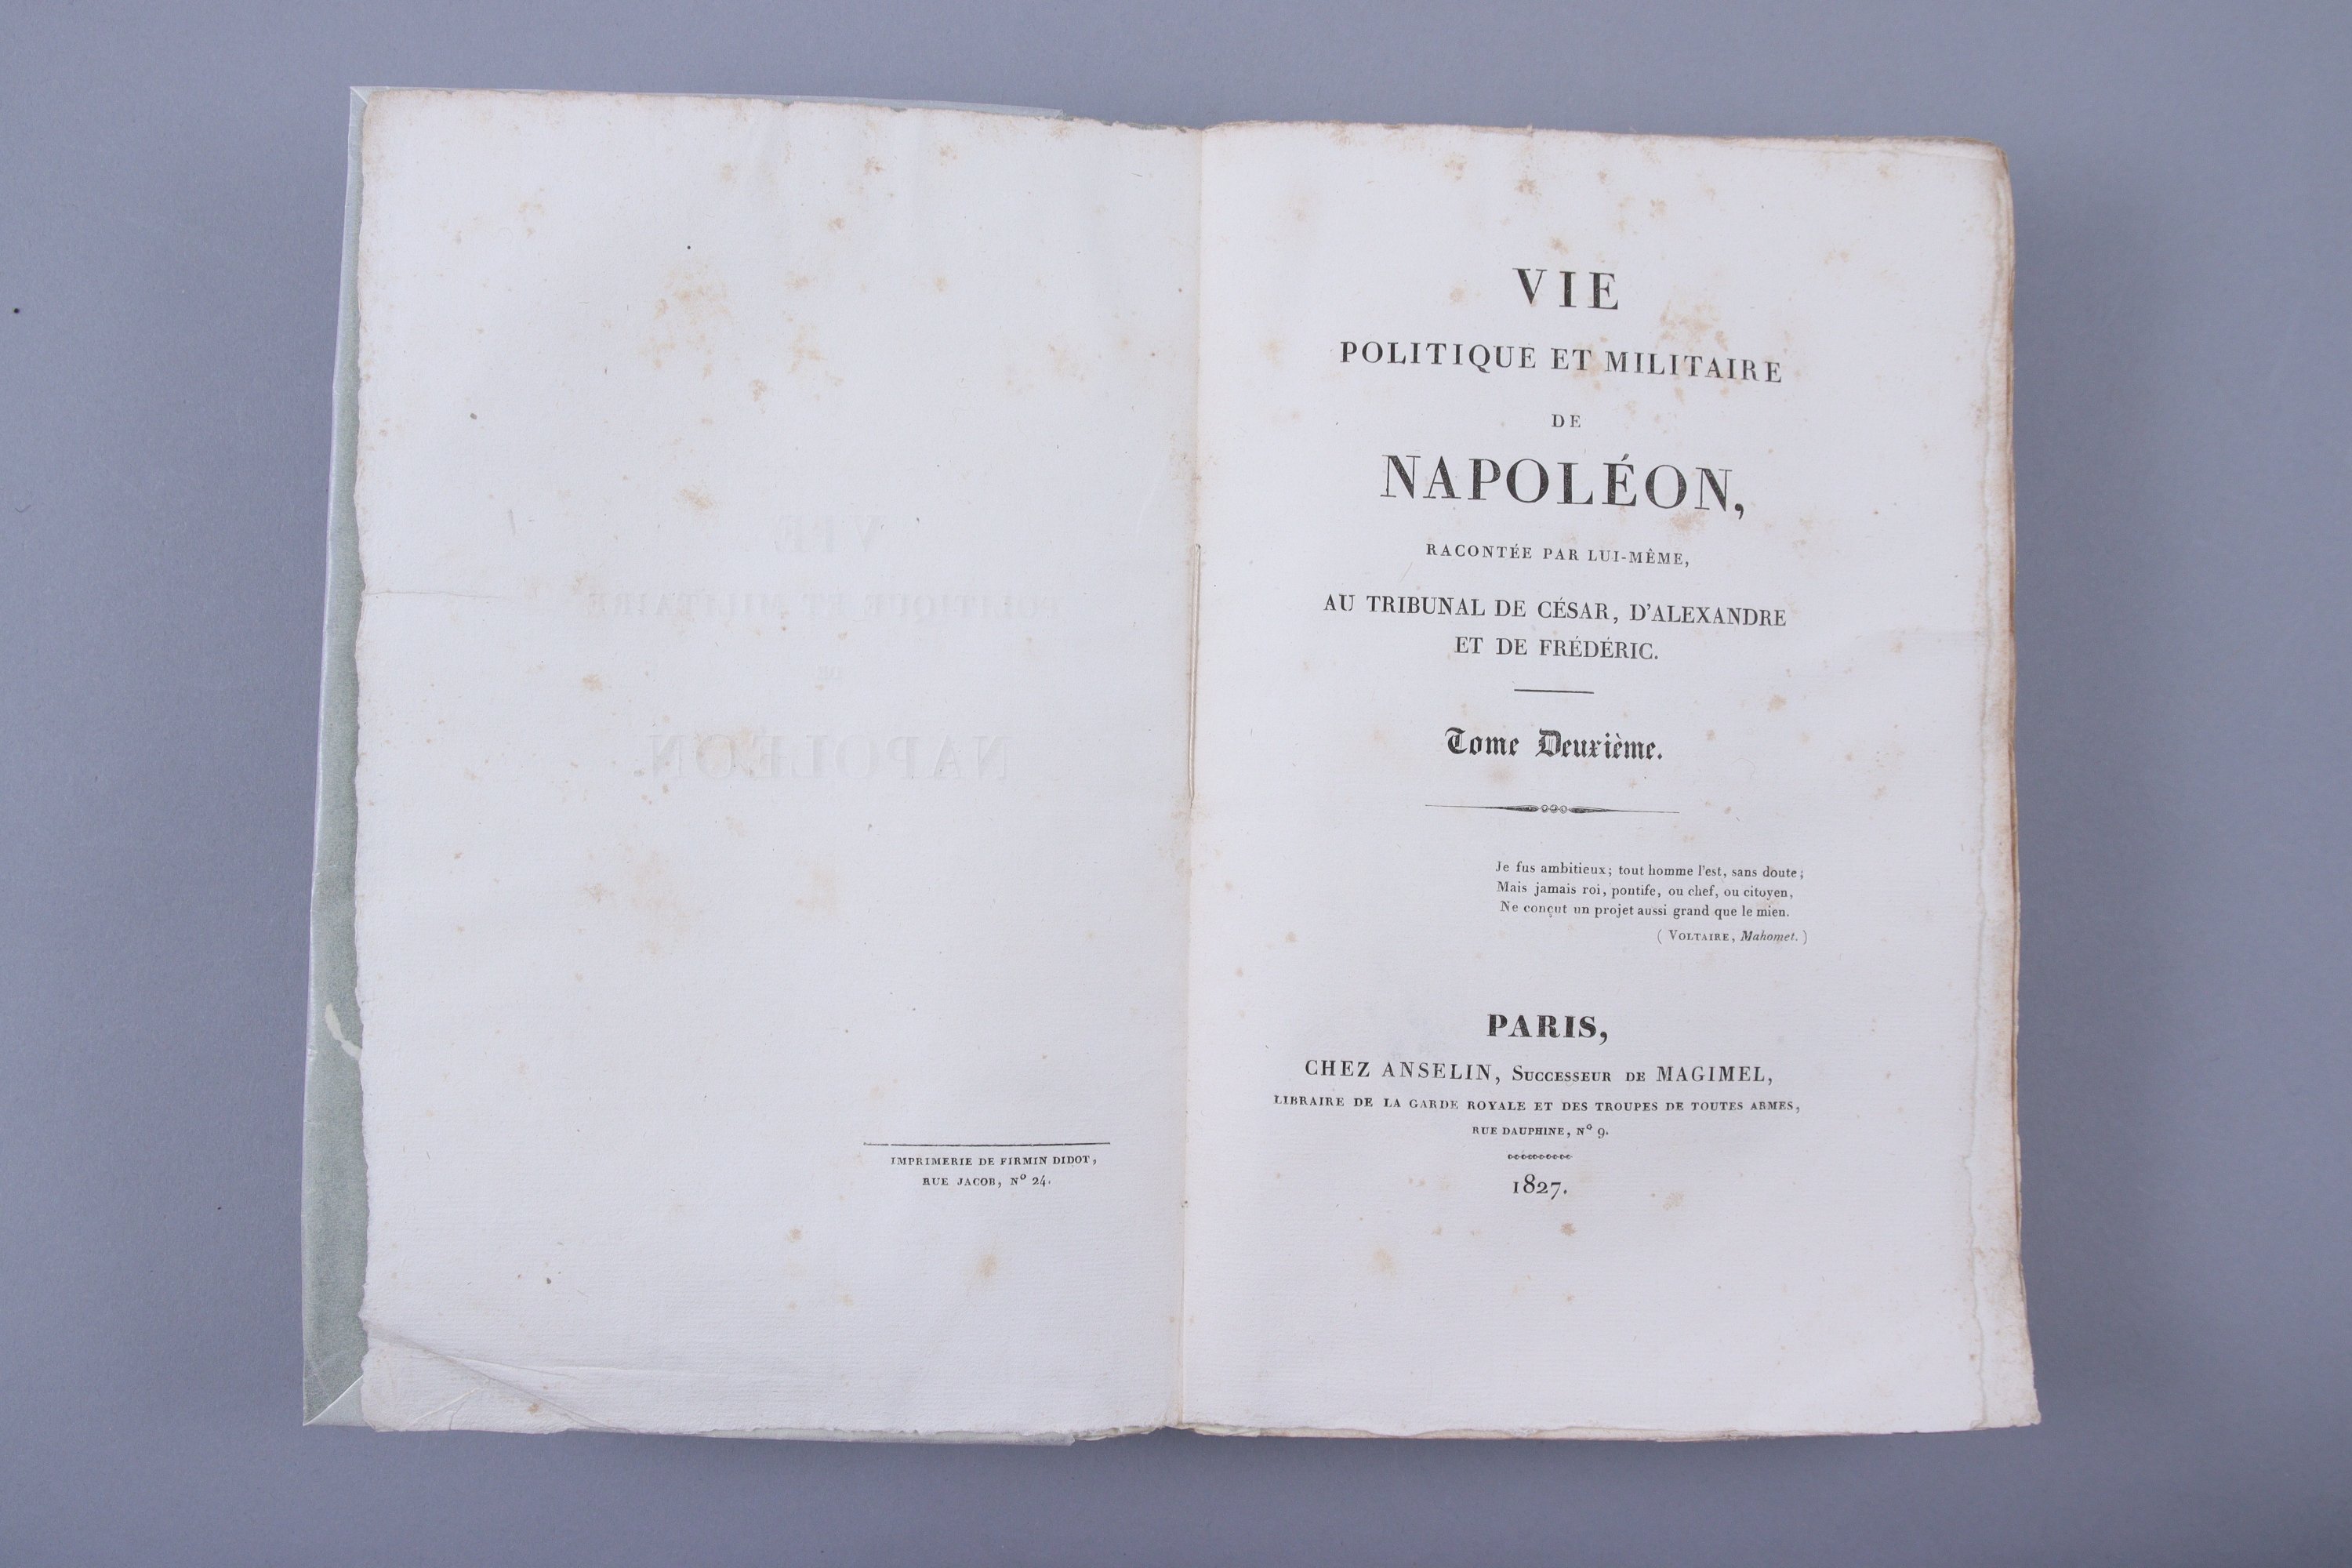 IMPRIMERIE DE FIRMIN DIDOT,
RUE JACOB, Nº 24.
VIE
POLITIQUE ET MILITAIRE
DE
NAPOLÉON,
RACONTÉE PAR LUI-MÊME,
AU TRIBUNAL DE CÉSAR, D'ALEXANDRE
ET DE FRÉDÉRIC.
Tome Deuxième.
Je fus ambitieux; tout homme l'est, sans doute;
Mais jamais roi, pontife, ou chef, ou citoyen,
Ne conçut un projet aussi grand que le mien.
( VOLTAIRE, Mahomet. )
PARIS,
CHEZ ANSELIN, SUCCESSEUR DE MAGIMEL,
LIBRAIRE DE LA GARDE ROYALE ET DES TROUPES DE TOUTES ARMES,
RUE DAUPHINE, Nº 9.
1827.